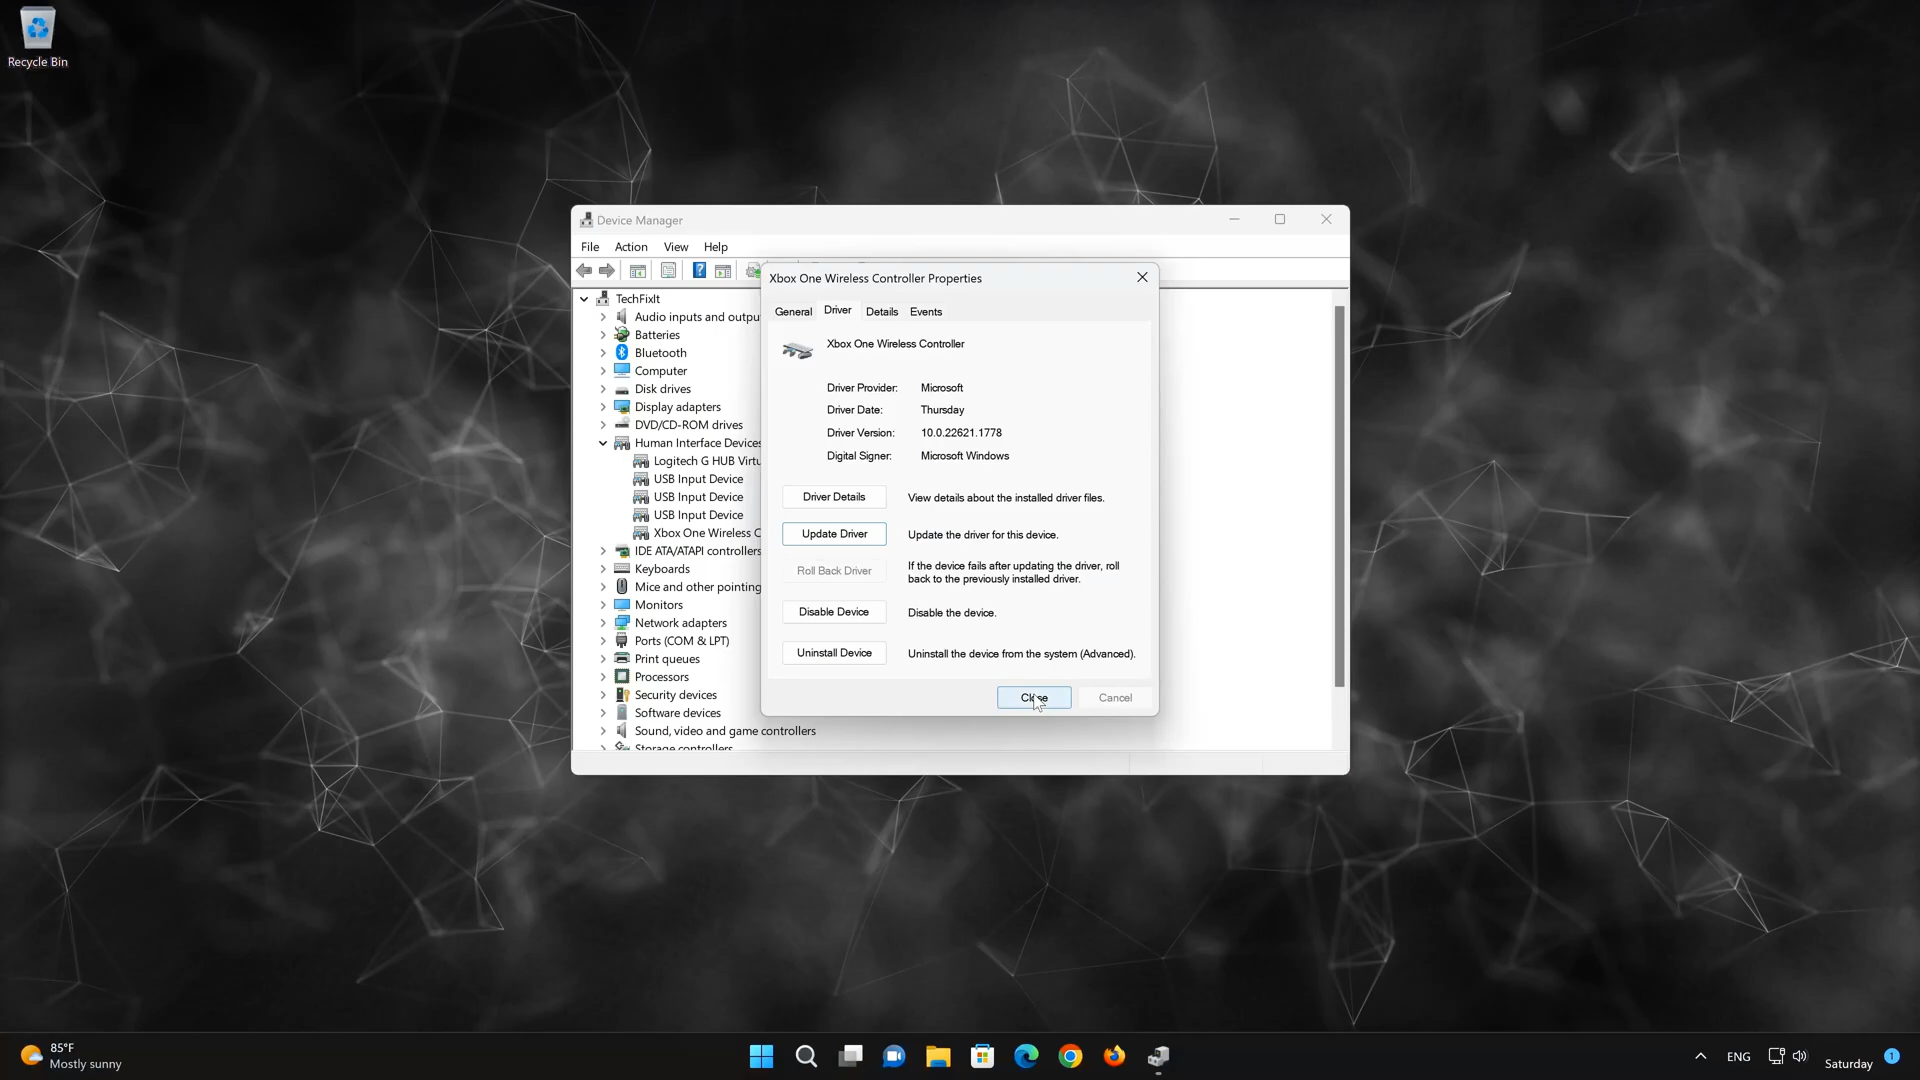 Recycle Bin
Device Manager
File Action View Help
TechFixIt
Audio inputs and outpu
Batteries
Bluetooth
Computer
Disk drives
Display adapters
DVD/CD-ROM drives
Human Interface Devices
Logitech G HUB Virtu
USB Input Device
USB Input Device
USB Input Device
Xbox One Wireless C
IDE ATA/ATAPI controllers
Keyboards
Mice and other pointing
Monitors
Network adapters
Ports (COM & LPT)
Print queues
Processors
Security devices
Software devices
Sound, video and game controllers
Storage controllers
Xbox One Wireless Controller Properties
General Driver Details Events
Xbox One Wireless Controller
Driver Provider: Microsoft
Driver Date: Thursday
Driver Version: 10.0.22621.1778
Digital Signer: Microsoft Windows
Driver Details View details about the installed driver files.
Update Driver Update the driver for this device.
Roll Back Driver If the device fails after updating the driver, roll
back to the previously installed driver.
Disable Device Disable the device.
Uninstall Device Uninstall the device from the system (Advanced).
Close Cancel
85°F
Mostly sunny
ENG
Saturday
1